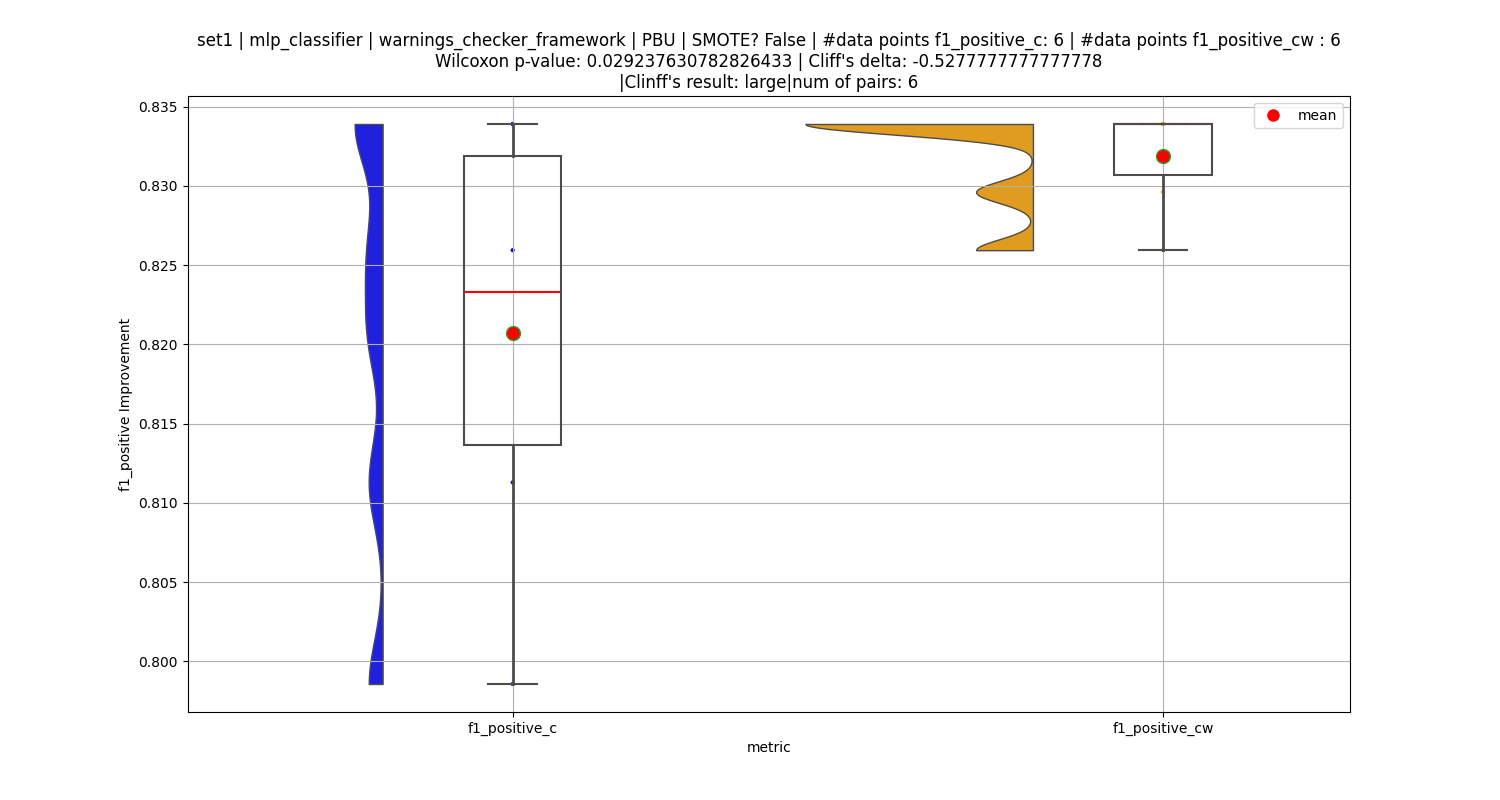 set1 | mlp_classifier | warnings_checker_framework | PBU | SMOTE? False | #data points f1_positive_c: 6 | #data points f1_positive_cw : 6
Wilcoxon p-value: 0.029237630782826433 | Cliff's delta: -0.5277777777777778
|Clinff's result: large|num of pairs: 6
mean
0.835
0.830
0.825
0.820
0.815
0.810
0.805
0.800
f1_positive Improvement
f1_positive_c
f1_positive_cw
metric